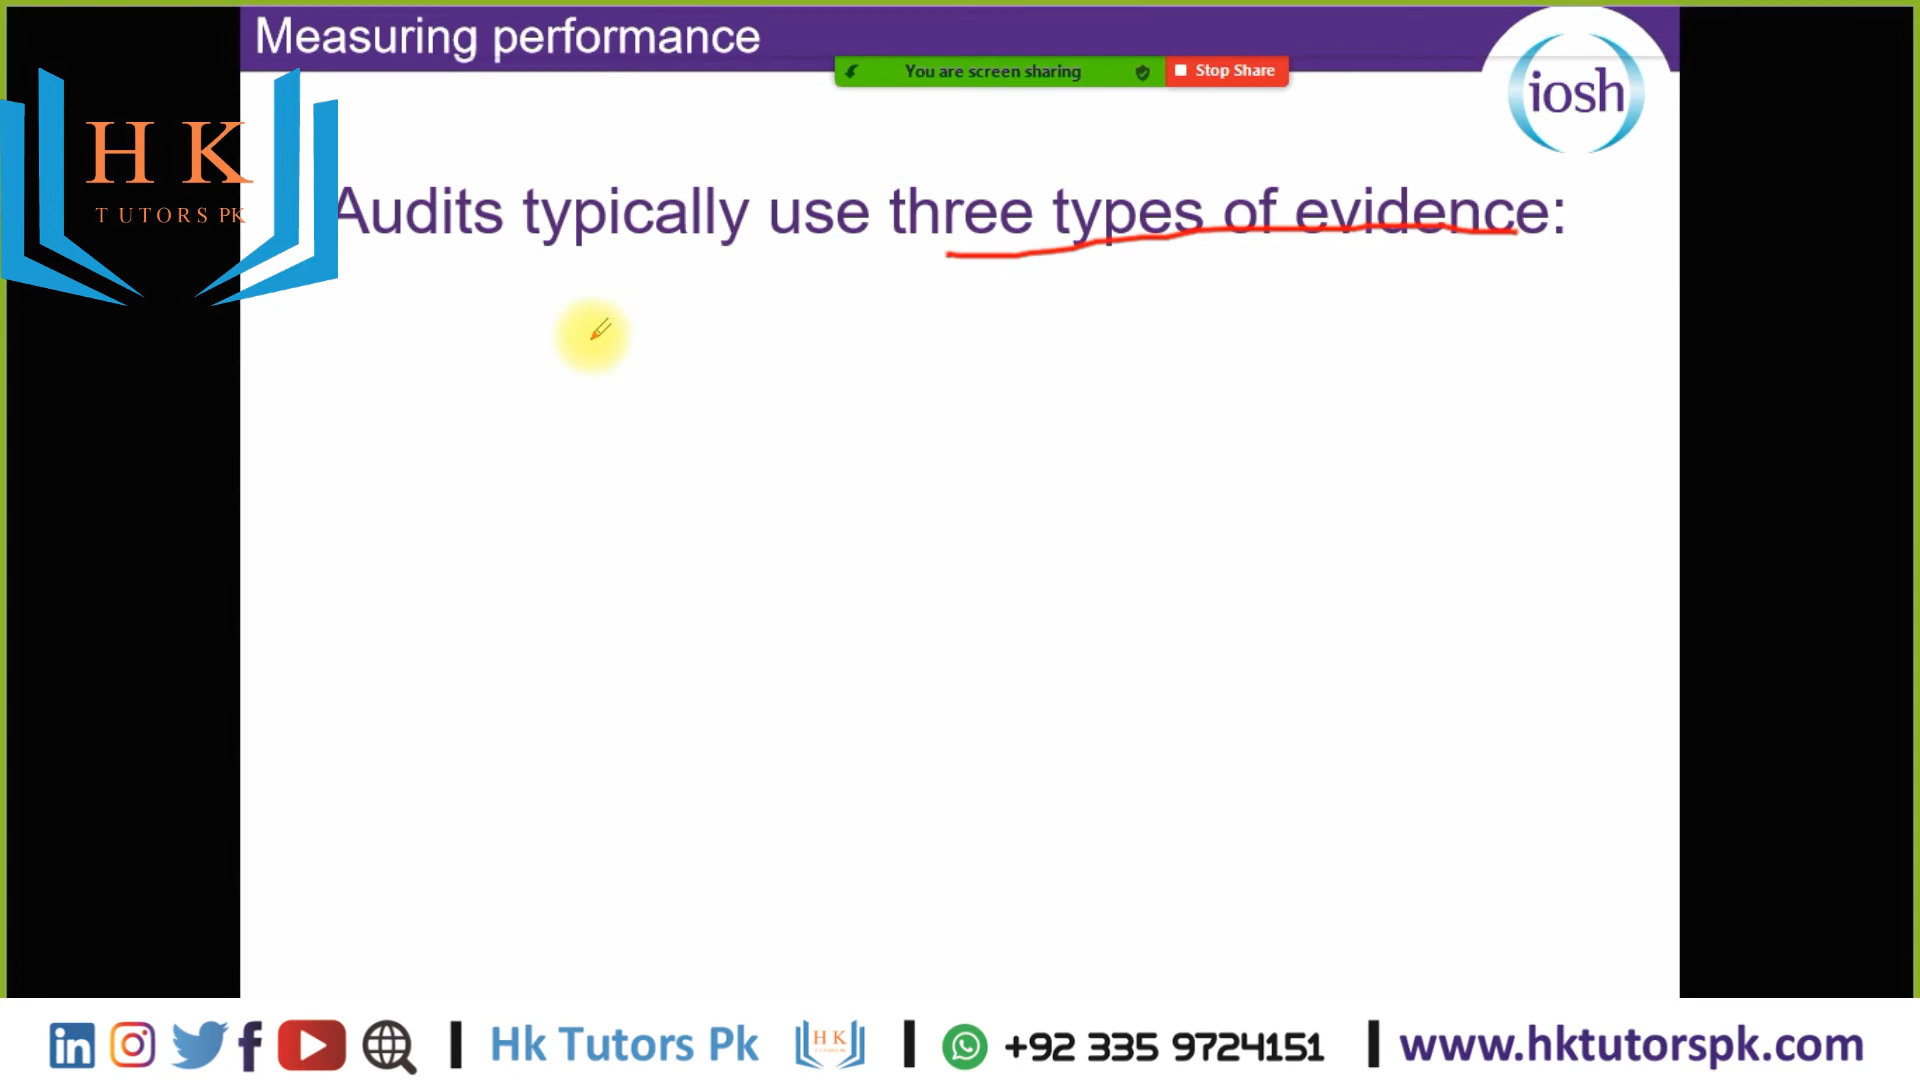 Measuring performance
You are screen sharing
Stop Share
iosh
H K
TUTORS PK
Audits typically use three types of evidence:
in
f
Hk Tutors Pk
H K
+92 335 9724151
www.hktutorspk.com